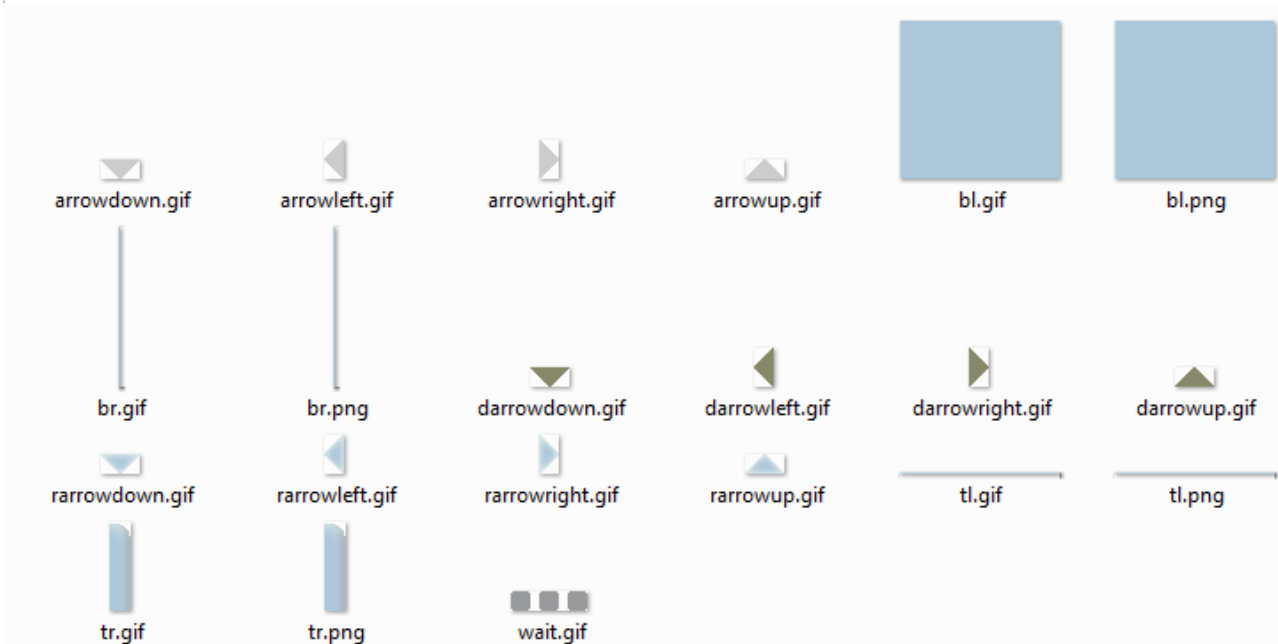 arrowdown.gif arrowleft.gif arrowright.gif arrowup.gif bl.gif bl.png
br.gif br.png darrowdown.gif darrowleft.gif darrowright.gif darrowup.gif
rarrowdown.gif rarrowleft.gif rarrowright.gif rarrowup.gif tl.gif tl.png
tr.gif tr.png wait.gif